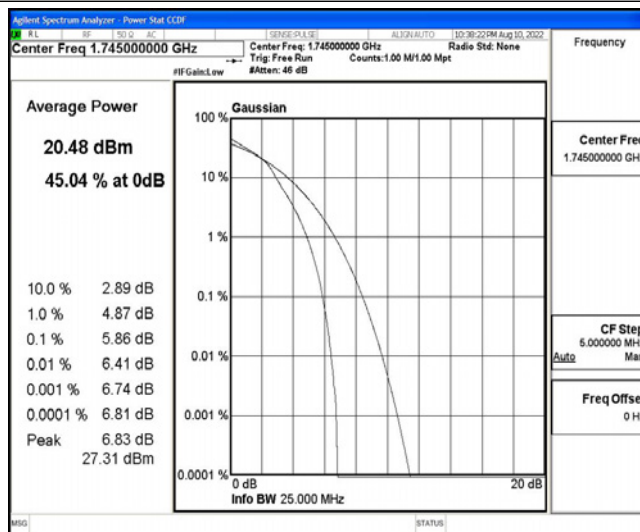 Agilent Spectrum Analyzer - Power Stat CCDF
RL RF 50 Ω AC SENSE:PULSE ALIGNAUTO 10:38:22PM Aug 10, 2022
Center Freq 1.745000000 GHz
Center Freq: 1.745000000 GHz Radio Std: None
Trig: Free Run Counts:1.00 M/1.00 Mpt
#IFGain:Low #Atten: 46 dB
Frequency
Average Power
20.48 dBm
45.04 % at 0dB
10.0 % 2.89 dB
1.0 % 4.87 dB
0.1 % 5.86 dB
0.01 % 6.41 dB
0.001 % 6.74 dB
0.0001 % 6.81 dB
Peak 6.83 dB
27.31 dBm
Gaussian
100 %
10 %
1 %
0.1 %
0.01 %
0.001 %
0.0001 %
0 dB 20 dB
Info BW 25.000 MHz
Center Fre
1.745000000 GH
CF Step
5.000000 MH
Auto Ma
Freq Offse
0 H
MSG STATUS